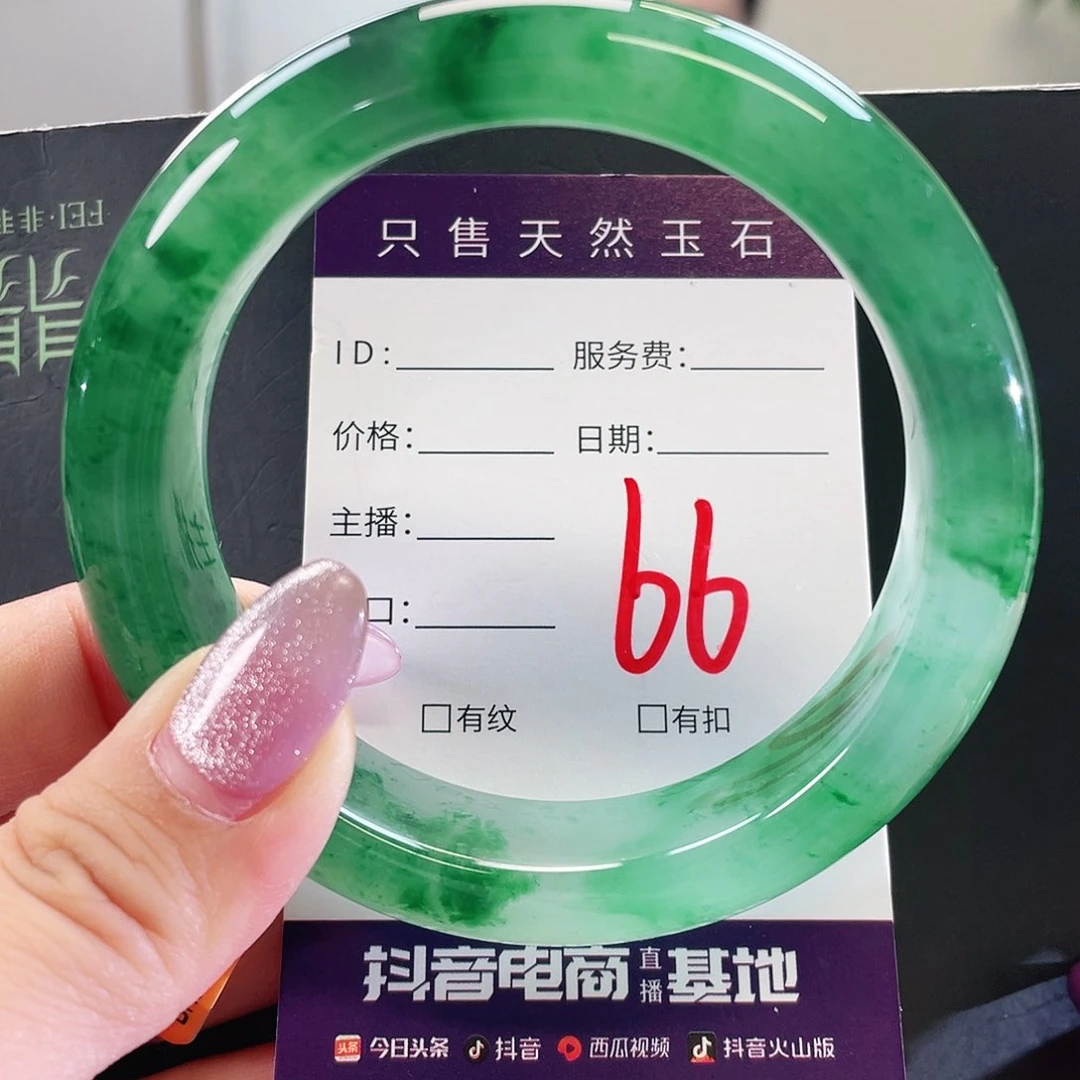 只售天然玉石
ID: 服务费:
价格: 日期:
主播:
口:
66
□有纹 □有扣
抖音电商直播基地
头条 今日头条 抖音 西瓜视频 抖音火山版